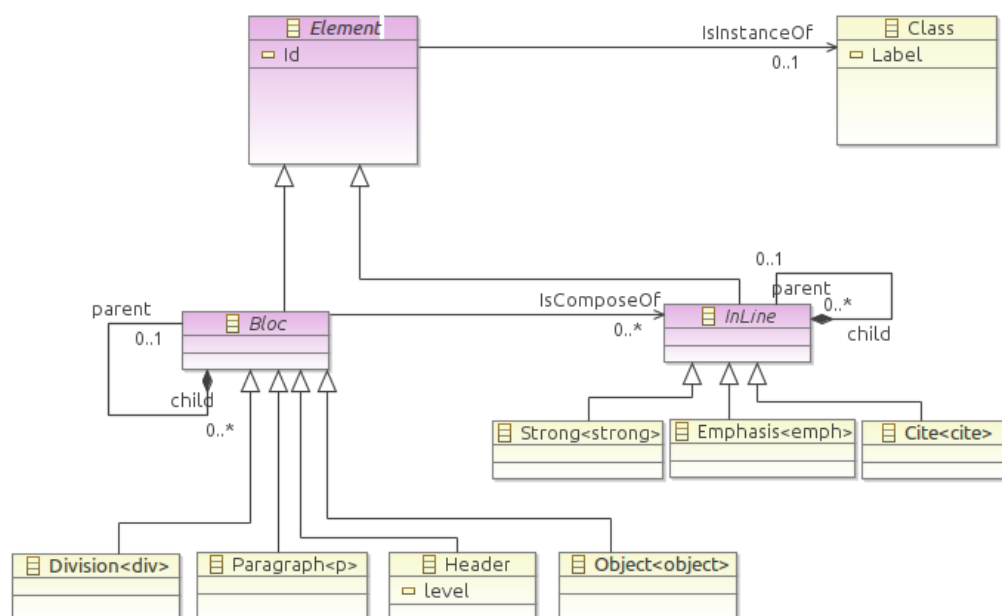 Element
Id
IsInstanceOf
0..1
Class
Label
parent
0..1
Bloc
child
0..*
IsComposeOf
0..*
0..1
parent
0..*
InLine
child
Strong<strong>
Emphasis<emph>
Cite<cite>
Division<div>
Paragraph<p>
Header
level
Object<object>